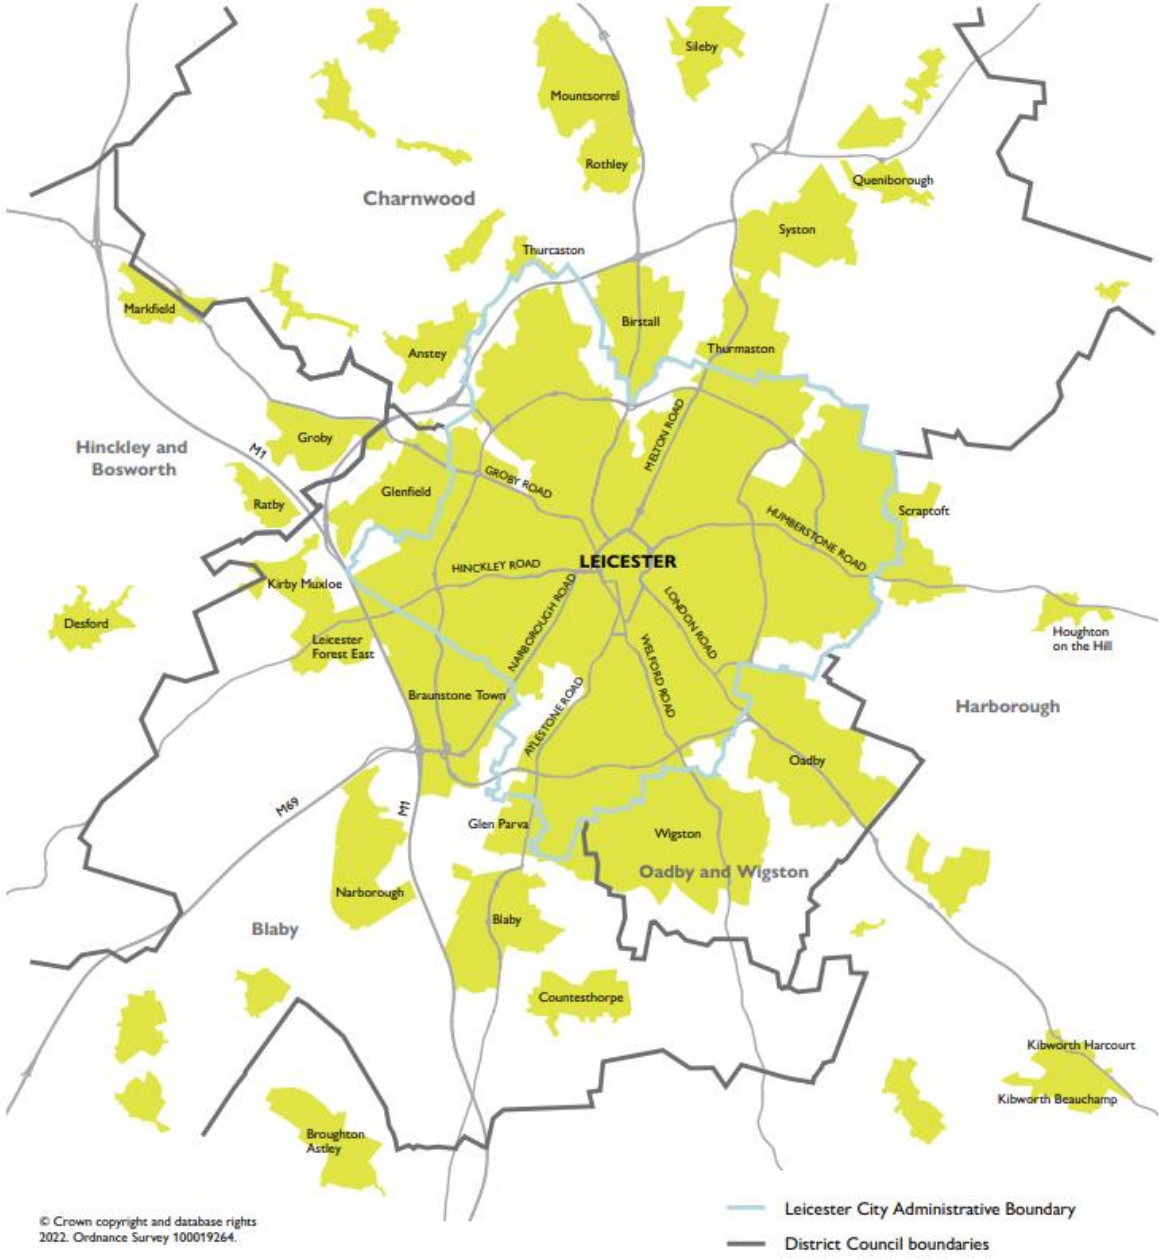 Sileby
Mountsorrel
Rothley
Queniborough
Charnwood
Syston
Thurcaston
Markfield
Birstall
Anstey
Thurmaston
Hinckley and
Bosworth
M1
Groby
MELTON ROAD
GROBY ROAD
Ratby
Glenfield
Scraptoft
HUMBERSTONE ROAD
LEICESTER
HINCKLEY ROAD
Kirby Muxloe
NARBOROUGH ROAD
LONDON ROAD
Desford
Leicester
Forest East
WELFORD ROAD
Houghton
on the Hill
Braunstone Town
AYLESTONE ROAD
Harborough
Oadby
M69
M1
Glen Parva
Wigston
Oadby and Wigston
Narborough
Blaby
Blaby
Countesthorpe
Kibworth Harcourt
Kibworth Beauchamp
Broughton
Astley
© Crown copyright and database rights
2022. Ordnance Survey 100019264.
Leicester City Administrative Boundary
District Council boundaries